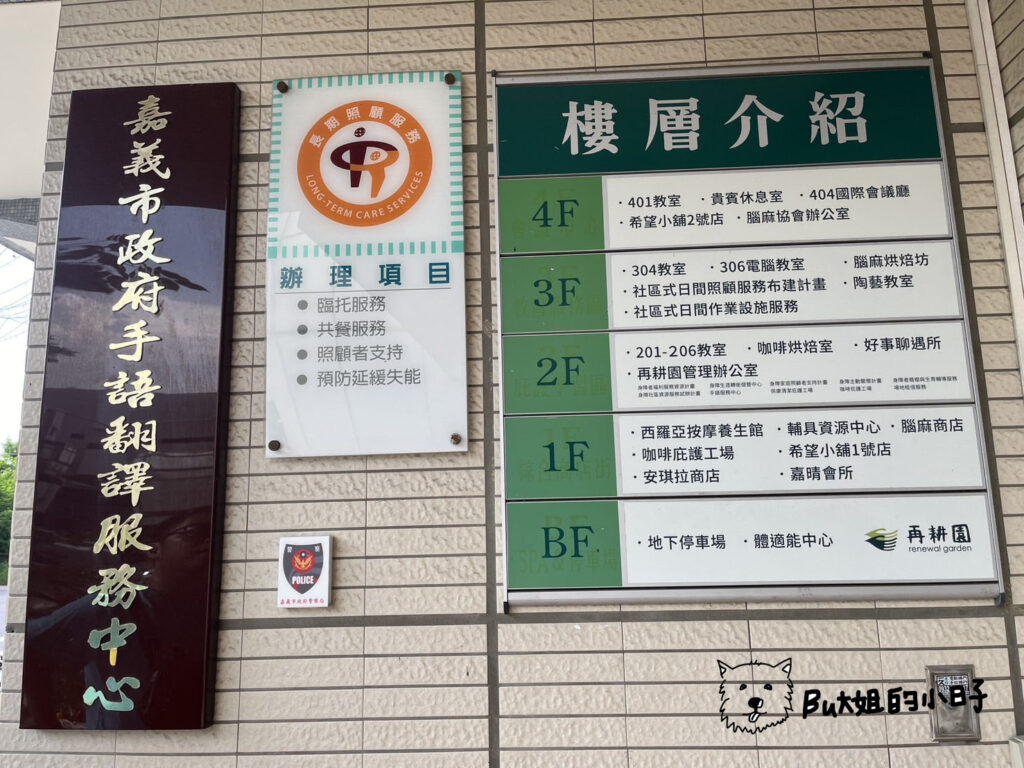 嘉義市政府手語翻譯服務中心
長期照顧服務
LONG-TERM CARE SERVICES
辦理項目
● 臨托服務
● 共餐服務
● 照顧者支持
● 預防延緩失能
POLICE
嘉義市政府警察局
樓層介紹
4F
·401教室 ·貴賓休息室 ·404國際會議廳
·希望小舖2號店 ·腦麻協會辦公室
3F
·304教室 ·306電腦教室 ·腦麻烘焙坊
·社區式日間照顧服務布建計畫 ·陶藝教室
·社區式日間作業設施服務
2F
·201-206教室 ·咖啡烘焙室 ·好事聊遇所
·再耕園管理辦公室
1F
·西羅亞按摩養生館 ·輔具資源中心 ·腦麻商店
·咖啡庇護工場 ·希望小舖1號店
·安琪拉商店 ·嘉晴會所
BF
·地下停車場 ·體適能中心
再耕園
renewal garden
Bu大姐的小日子